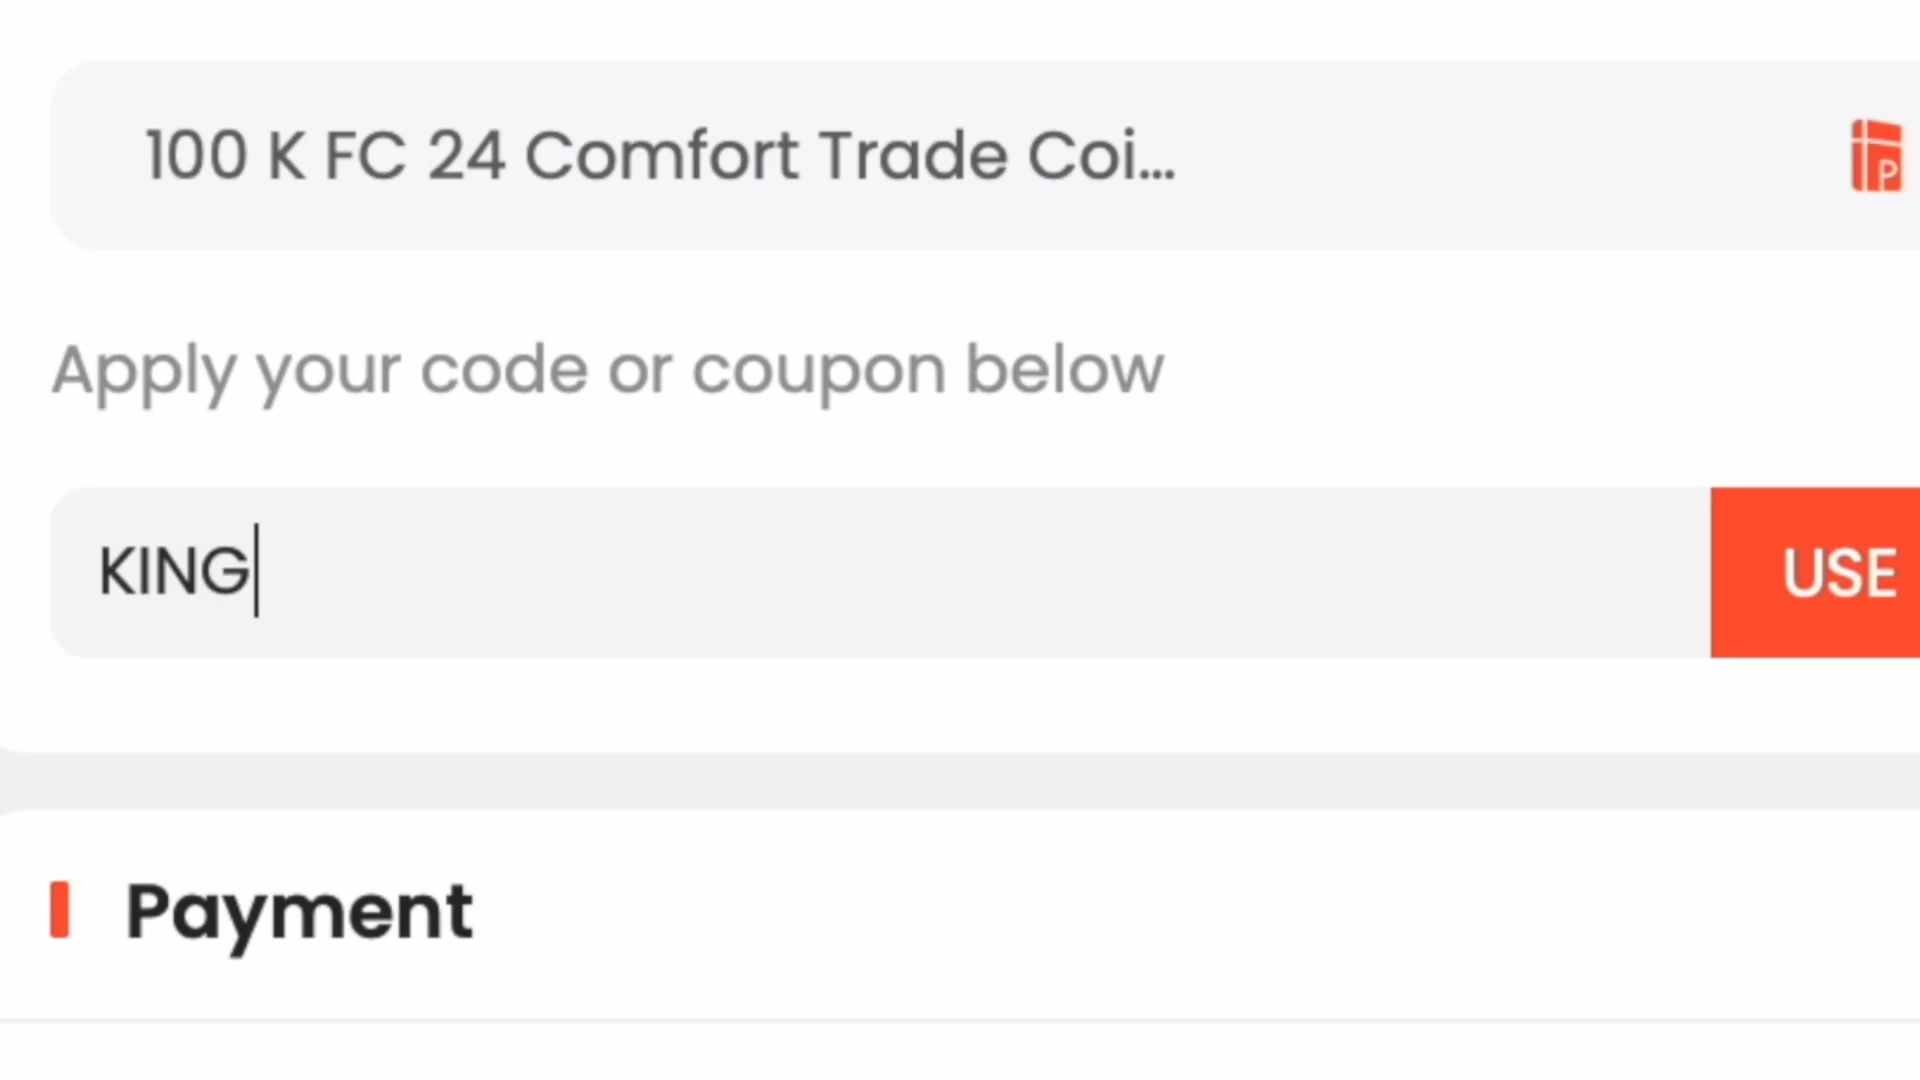 100 K FC 24 Comfort Trade Coi...
P
Apply your code or coupon below
KING
USE
Payment